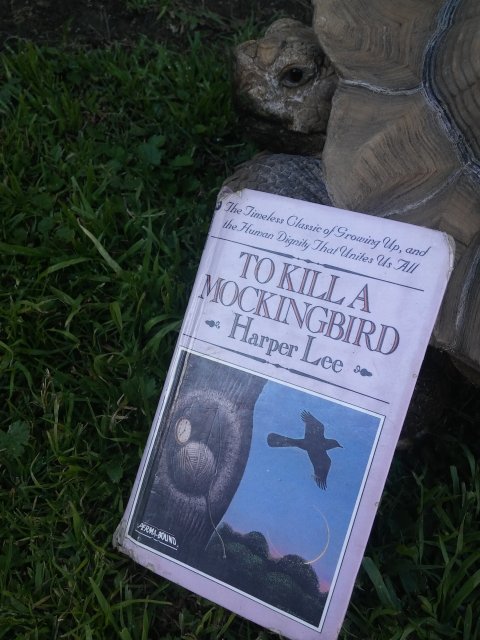 The Timeless Classic of Growing Up, and
the Human Dignity That Unites Us All
TO KILL A
MOCKINGBIRD
Harper Lee
PERMA-BOUND